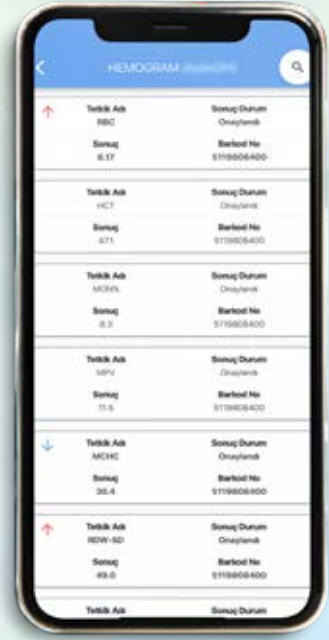 HEMOGRAM
Tetkik Adı Sonuç Durum
RBC Onaylandı
Sonuç Barkod No
6.17 5119808400
Tetkik Adı Sonuç Durum
HCT Onaylandı
Sonuç Barkod No
47.1 5119808400
Tetkik Adı Sonuç Durum
MONN. Onaylandı
Sonuç Barkod No
8.3 5119808400
Tetkik Adı Sonuç Durum
MPV Onaylandı
Sonuç Barkod No
11.5 5119808400
Tetkik Adı Sonuç Durum
MCHC Onaylandı
Sonuç Barkod No
30.4 5119808400
Tetkik Adı Sonuç Durum
RDW-SD Onaylandı
Sonuç Barkod No
49.0 5119808400
Tetkik Adı Sonuç Durum